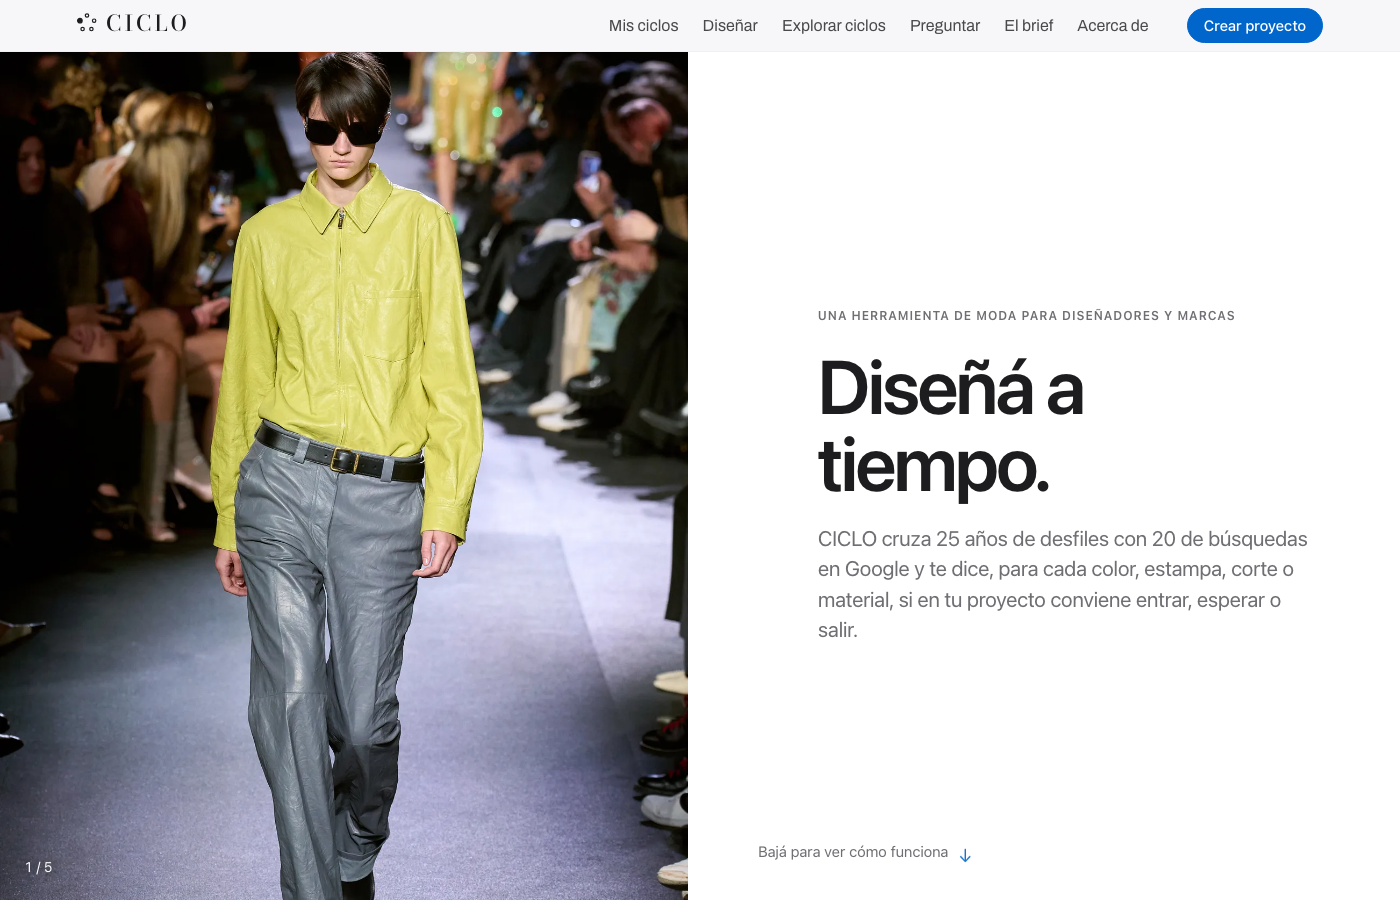 CICLO
Mis ciclos
Diseñar
Explorar ciclos
Preguntar
El brief
Acerca de
Crear proyecto
UNA HERRAMIENTA DE MODA PARA DISEÑADORES Y MARCAS
Diseñá a
tiempo.
CICLO cruza 25 años de desfiles con 20 de búsquedas
en Google y te dice, para cada color, estampa, corte o
material, si en tu proyecto conviene entrar, esperar o
salir.
1 / 5
Bajá para ver cómo funciona